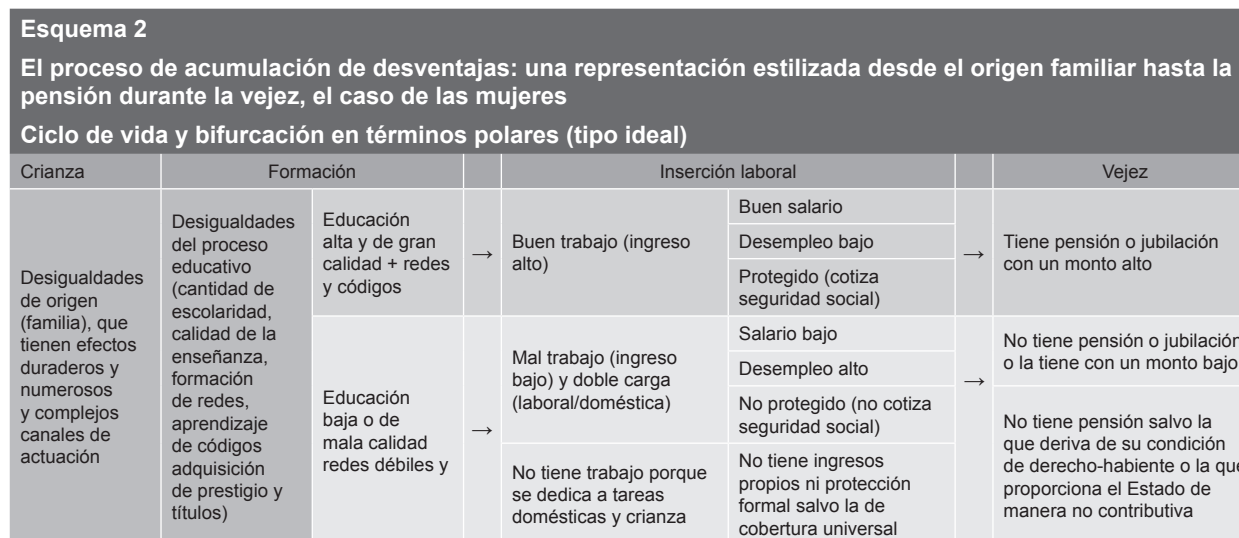 Esquema 2
El proceso de acumulación de desventajas: una representación estilizada desde el origen familiar hasta la
pensión durante la vejez, el caso de las mujeres
Ciclo de vida y bifurcación en términos polares (tipo ideal)
Crianza
Formación
Inserción laboral
Vejez
Desigualdades
de origen
(familia), que
tienen efectos
duraderos y
numerosos
y complejos
canales de
actuación
Desigualdades
del proceso
educativo
(cantidad de
escolaridad,
calidad de la
enseñanza,
formación
de redes,
aprendizaje
de códigos
adquisición
de prestigio y
títulos)
Educación
alta y de gran
calidad + redes
y códigos
→
Buen trabajo (ingreso
alto)
Buen salario
Desempleo bajo
Protegido (cotiza
seguridad social)
→
Tiene pensión o jubilación
con un monto alto
Educación
baja o de
mala calidad
redes débiles y
→
Mal trabajo (ingreso
bajo) y doble carga
(laboral/doméstica)
Salario bajo
Desempleo alto
No protegido (no cotiza
seguridad social)
→
No tiene pensión o jubilación
o la tiene con un monto bajo
No tiene trabajo porque
se dedica a tareas
domésticas y crianza
No tiene ingresos
propios ni protección
formal salvo la de
cobertura universal
No tiene pensión salvo la
que deriva de su condición
de derecho-habiente o la que
proporciona el Estado de
manera no contributiva